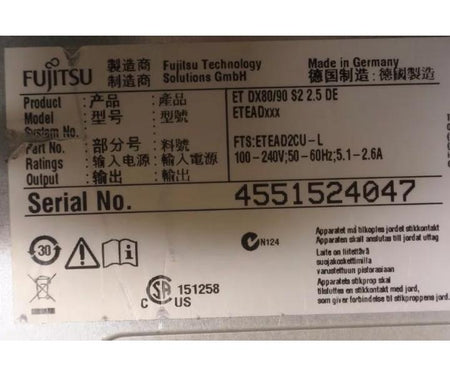 FUJITSU 製造商 制造商 Fujitsu Technology Solutions GmbH Made in Germany 德国制造:德國製造
Product : 产品 : 產品 ET DX80/90 S2 2.5 DE
Model : 型号 : 型號 ETEADxxx
System No. :
Part No. : 部分号 : 料號 FTS:ETEAD2CU-L
Ratings : 输入电源 : 輸入電源 : 100-240V;50-60Hz;5.1-2.6A
Output : 输出 : 輸出 :
Serial No. 4551524047
30
N124
C US 151258
Apparatet må tilkoples jordet stikkontakt
Apparaten skall anslutas till jordat uttag
Laite on liitettävä
suojakosketimilla
varustettuun pistorasiaan
Apparatets stikprop skal
tilsluttes en stikkontakt med jord,
som giver forbindelse til stikproppens jord.